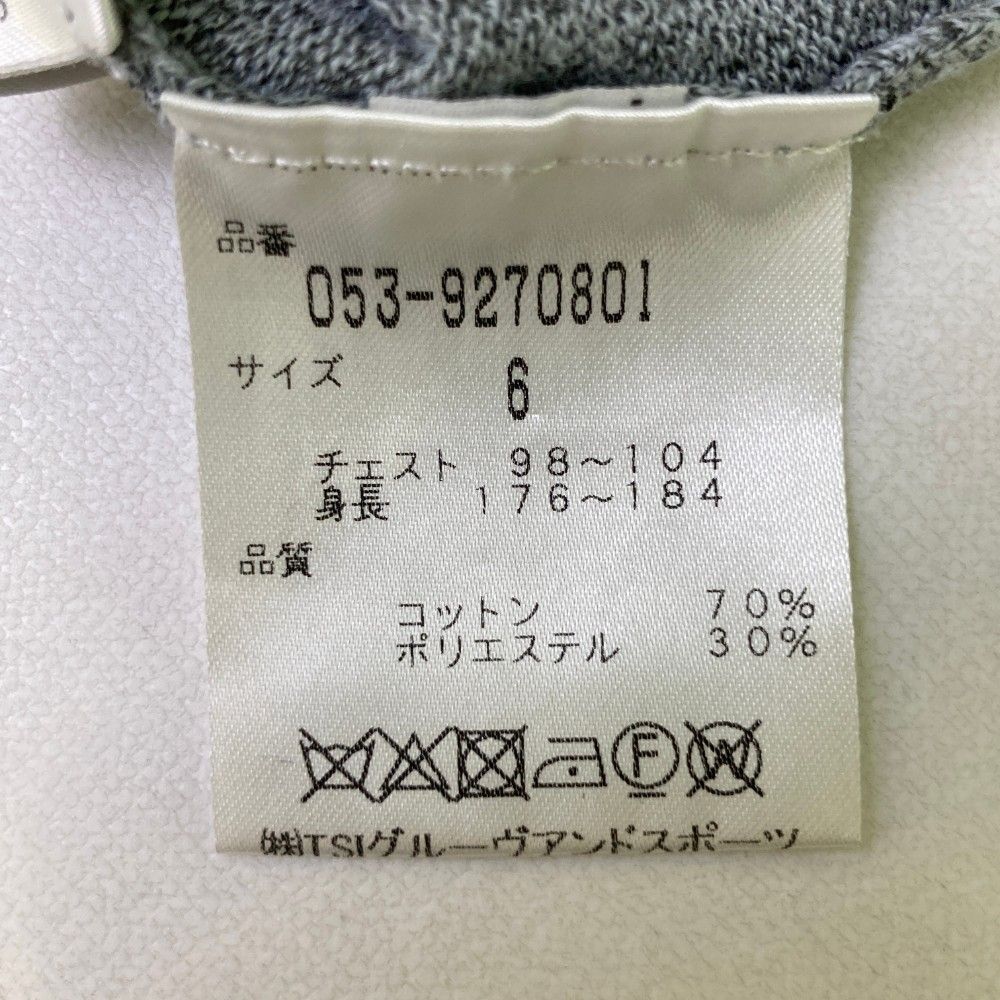 品番
053-9270801
サイズ 6
チェスト 98〜104
身長 176〜184
品質
コットン 70%
ポリエステル 30%
F W
㈱TSIグルーヴアンドスポーツ